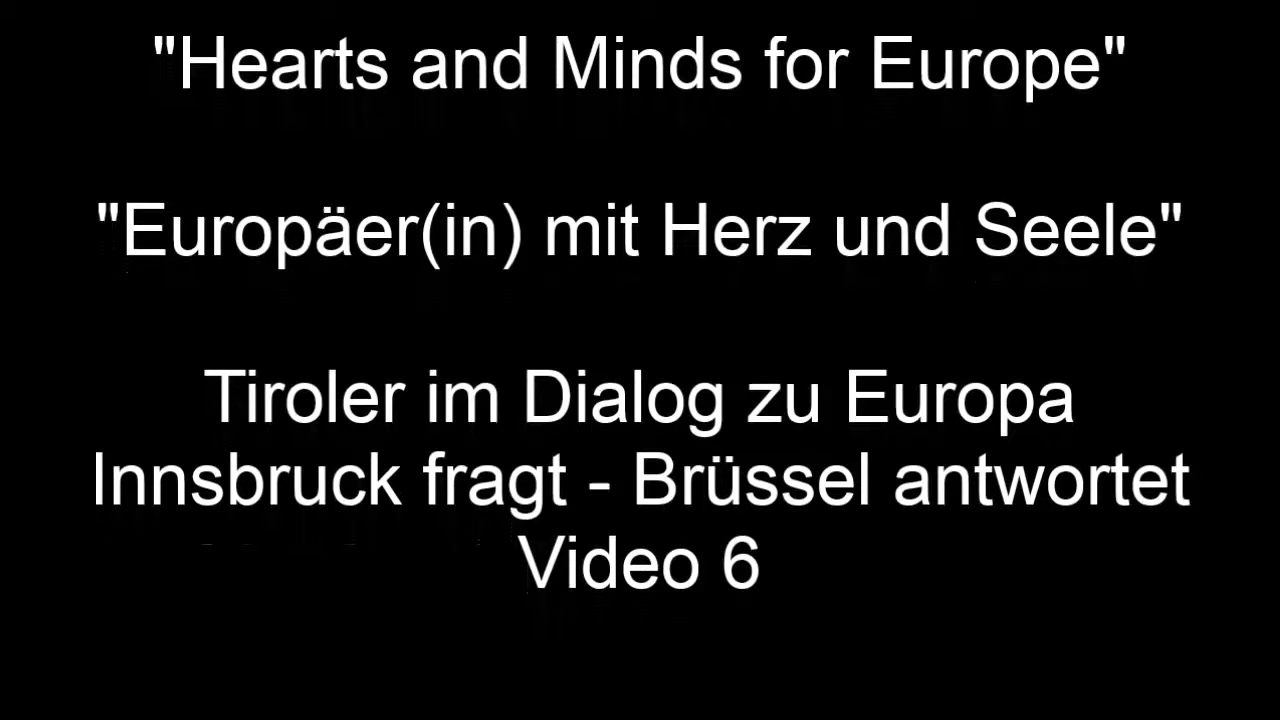 "Hearts and Minds for Europe"
"Europäer(in) mit Herz und Seele"
Tiroler im Dialog zu Europa
Innsbruck fragt - Brüssel antwortet
Video 6